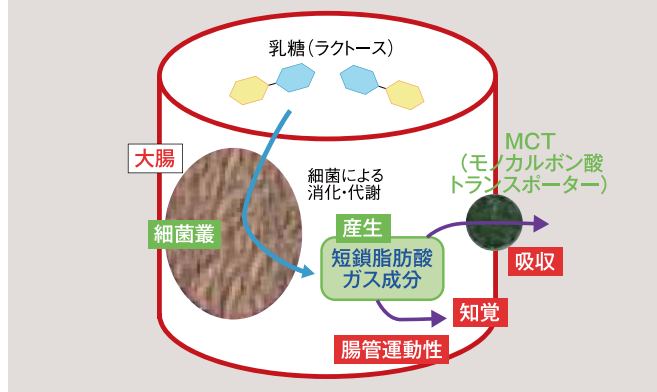 乳糖(ラクトース)
大腸
細菌による
消化・代謝
MCT
(モノカルボン酸
トランスポーター)
細菌叢
産生
短鎖脂肪酸
ガス成分
吸収
知覚
腸管運動性